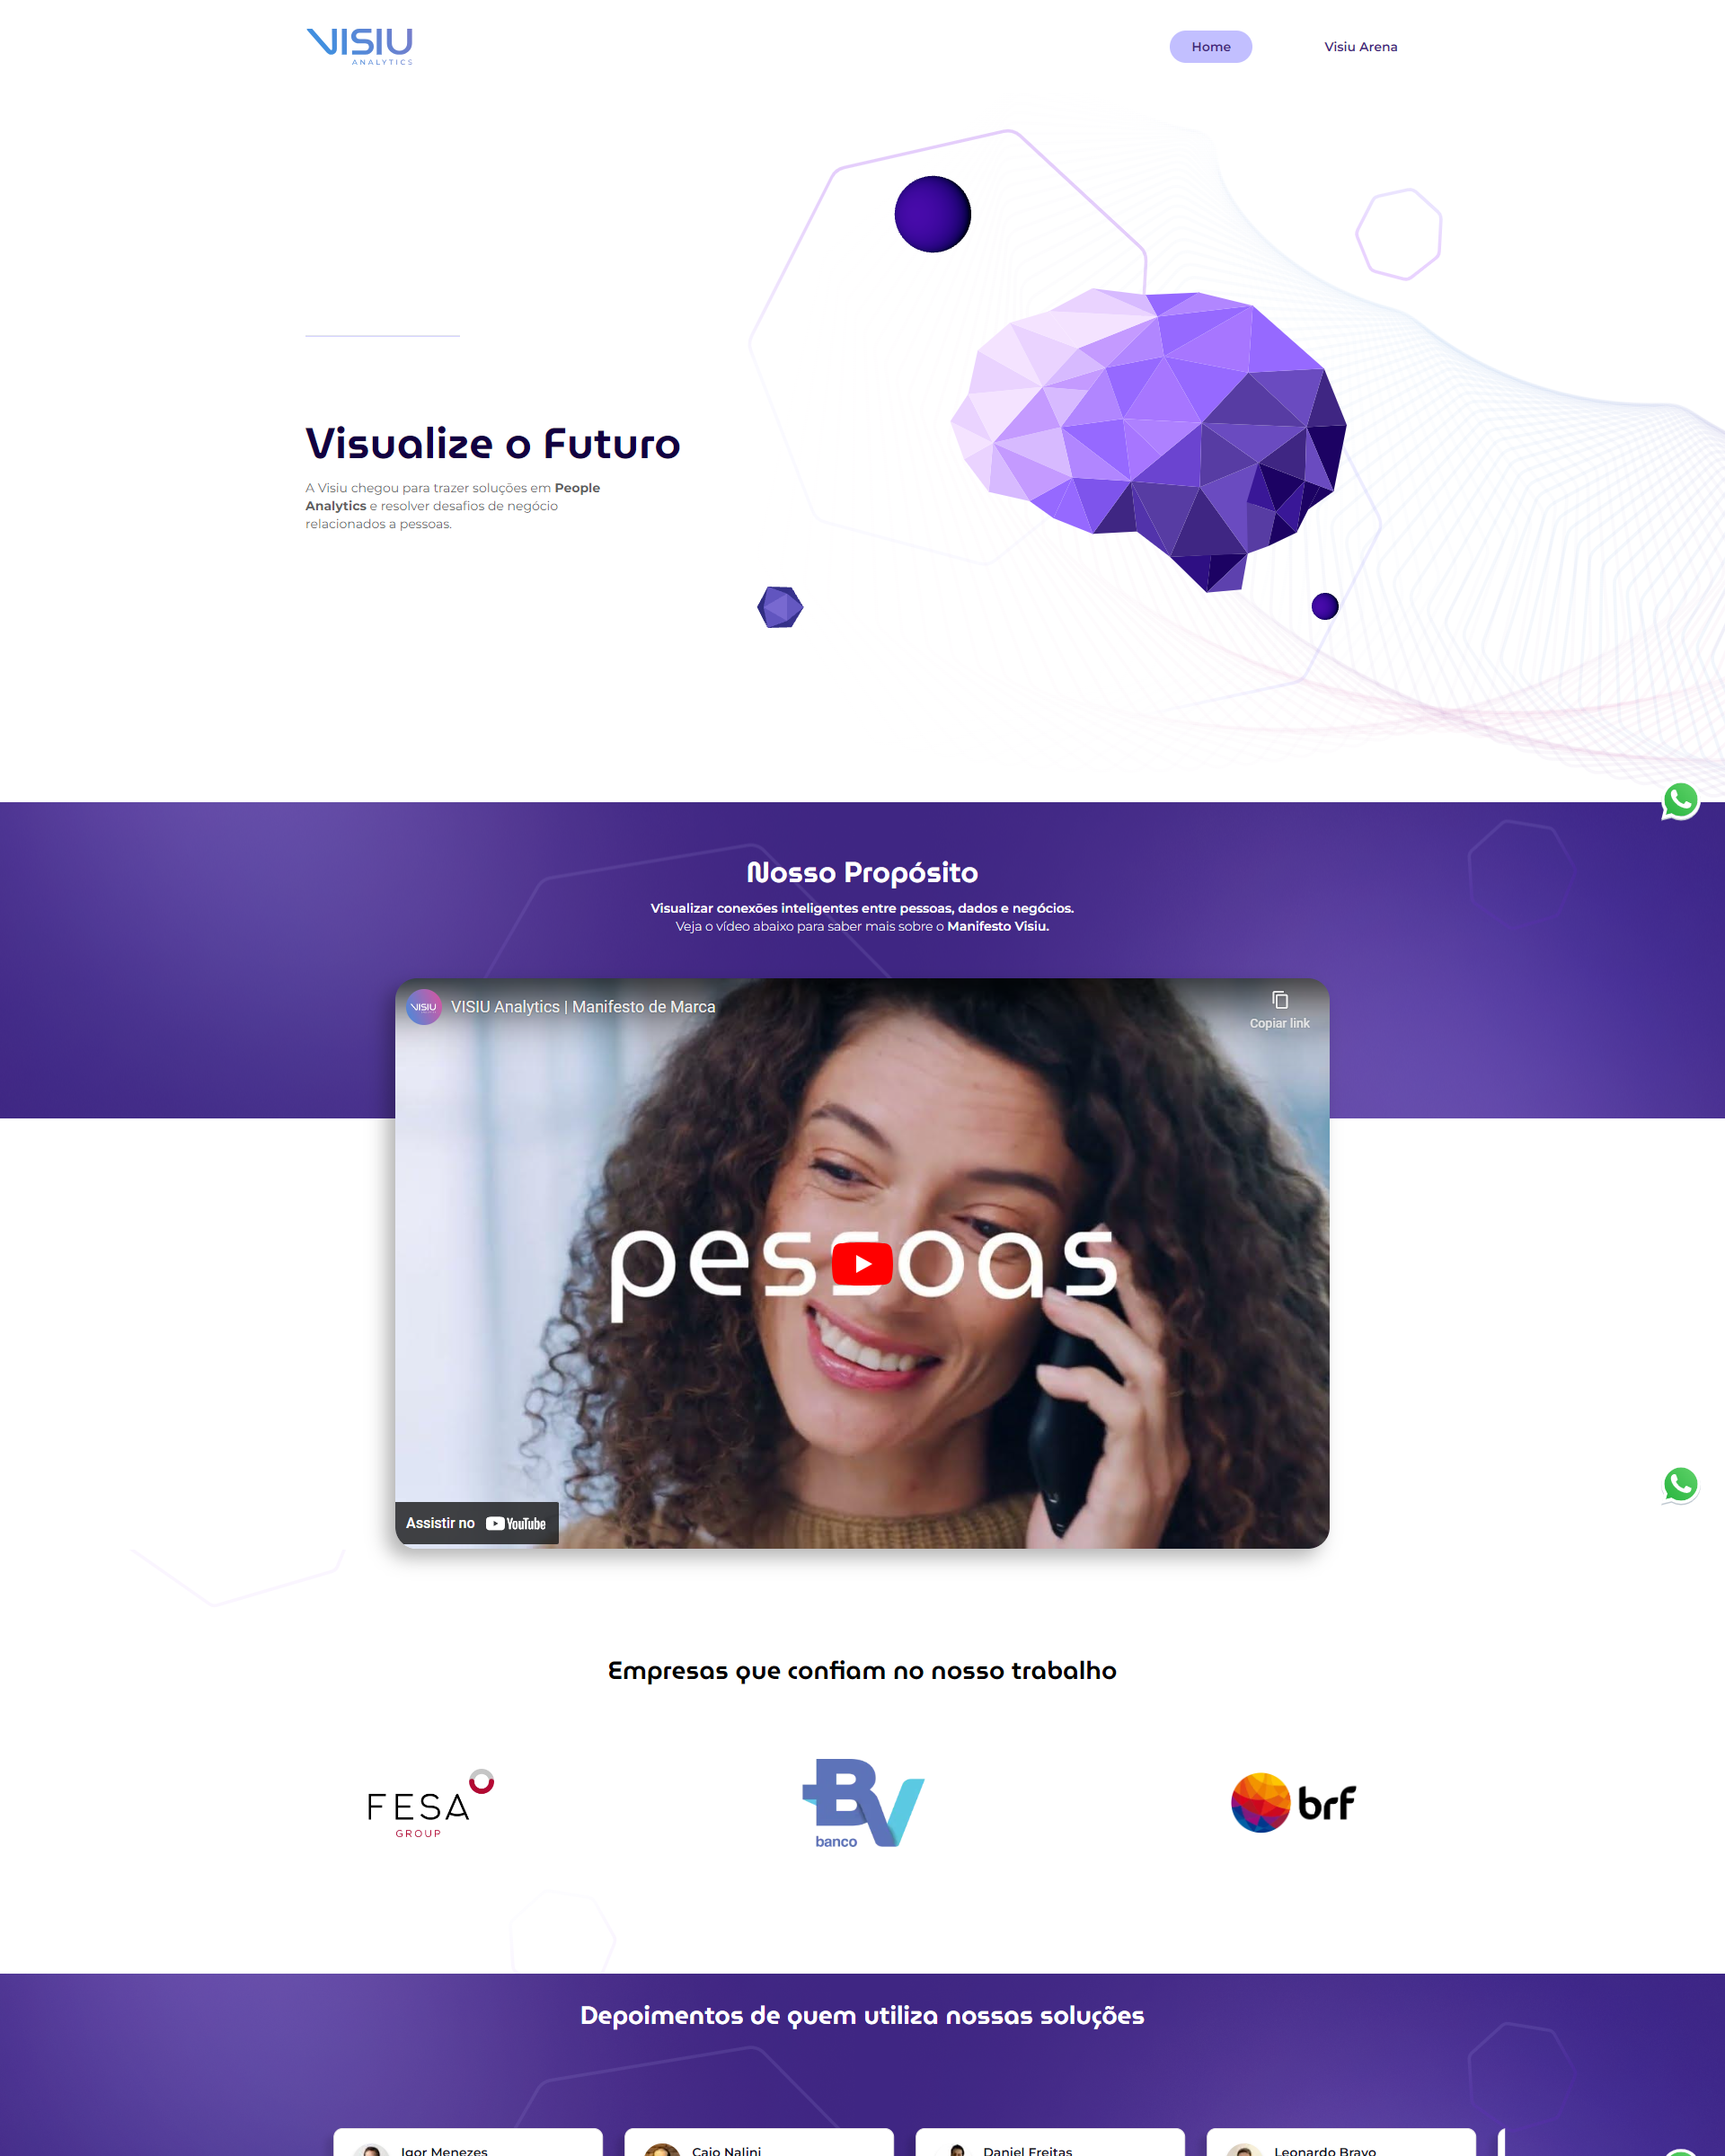 VISIU
ANALYTICS
Home
Visiu Arena
Visualize o Futuro
A Visiu chegou para trazer soluções em People
Analytics e resolver desafios de negócio
relacionados a pessoas.
Nosso Propósito
Visualizar conexões inteligentes entre pessoas, dados e negócios.
Veja o vídeo abaixo para saber mais sobre o Manifesto Visiu.
VISIU
VISIU Analytics | Manifesto de Marca
Copiar link
pessoas
Assistir no YouTube
Empresas que confiam no nosso trabalho
FESA
GROUP
BV
banco
brf
Depoimentos de quem utiliza nossas soluções
Igor Menezes
Caio Nalini
Daniel Freitas
Leonardo Bravo